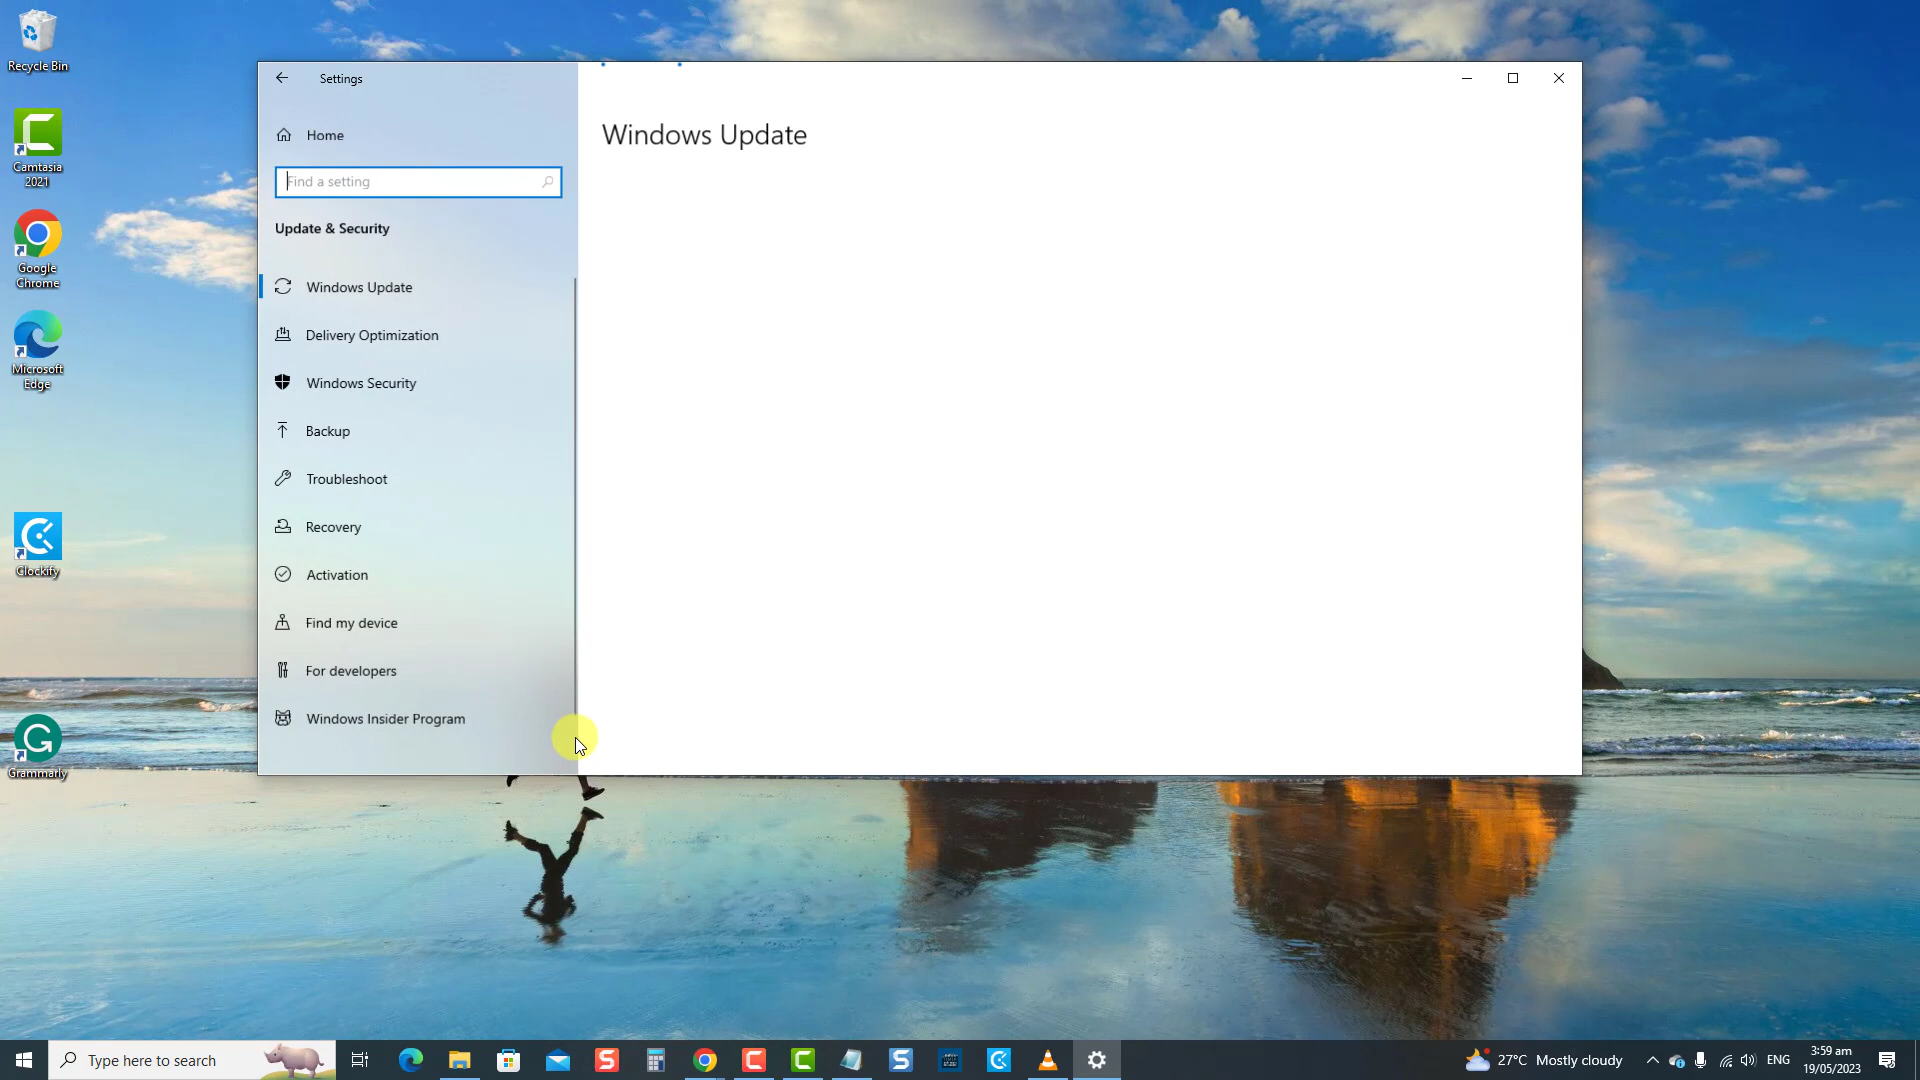 Recycle Bin
Camtasia
2021
Google
Chrome
Microsoft
Edge
Clockify
Grammarly
Settings
Home
Find a setting
Update & Security
Windows Update
Delivery Optimization
Windows Security
Backup
Troubleshoot
Recovery
Activation
Find my device
For developers
Windows Insider Program
Windows Update
Type here to search
27°C Mostly cloudy
ENG
3:59 am
19/05/2023